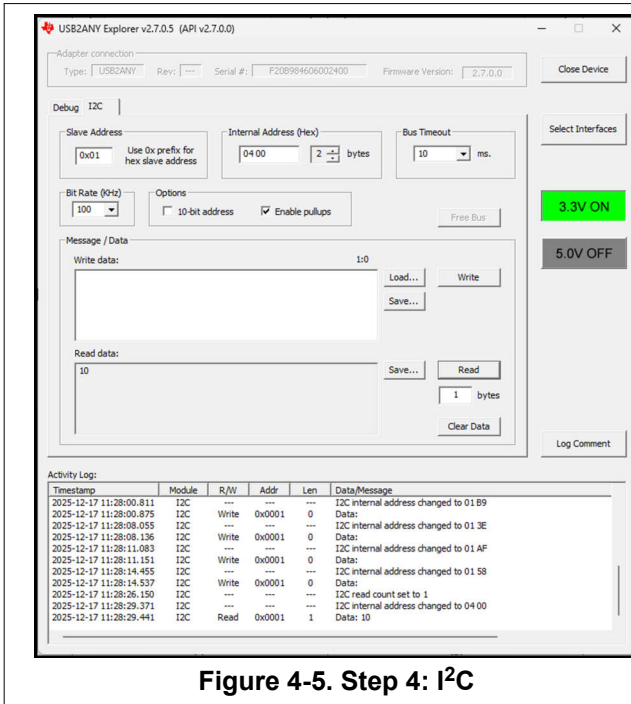 USB2ANY Explorer v2.7.0.5 (API v2.7.0.0)
Adapter connection
Type: USB2ANY Rev: --- Serial #: F20B984606002400 Firmware Version: 2.7.0.0
Close Device
Debug I2C
Select Interfaces
Slave Address
0x01 Use 0x prefix for
hex slave address
Internal Address (Hex)
04 00 2 bytes
Bus Timeout
10 ms.
Bit Rate (KHz)
100
Options
10-bit address Enable pullups
Free Bus
3.3V ON
5.0V OFF
Message / Data
Write data: 1:0
Load... Write
Save...
Read data:
10
Save... Read
1 bytes
Clear Data
Log Comment
Activity Log:
Timestamp Module R/W Addr Len Data/Message
2025-12-17 11:28:00.811 I2C --- --- --- I2C internal address changed to 01 B9
2025-12-17 11:28:00.875 I2C Write 0x0001 0 Data:
2025-12-17 11:28:08.055 I2C --- --- --- I2C internal address changed to 01 3E
2025-12-17 11:28:08.136 I2C Write 0x0001 0 Data:
2025-12-17 11:28:11.083 I2C --- --- --- I2C internal address changed to 01 AF
2025-12-17 11:28:11.151 I2C Write 0x0001 0 Data:
2025-12-17 11:28:14.455 I2C --- --- --- I2C internal address changed to 01 58
2025-12-17 11:28:14.537 I2C Write 0x0001 0 Data:
2025-12-17 11:28:26.150 I2C --- --- --- I2C read count set to 1
2025-12-17 11:28:29.371 I2C --- --- --- I2C internal address changed to 04 00
2025-12-17 11:28:29.441 I2C Read 0x0001 1 Data: 10
Figure 4-5. Step 4: I²C